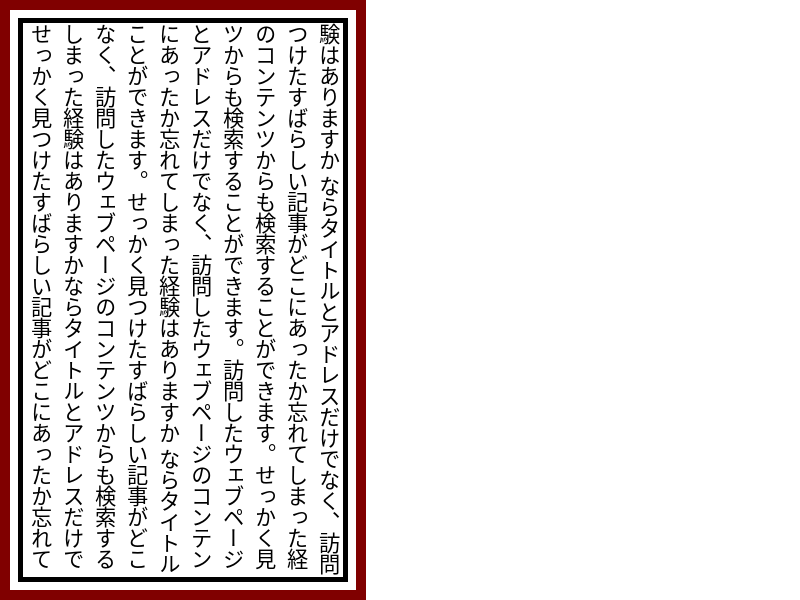 せっかく見つけたすばらしい記事がどこにあったか忘れて
しまった経験はありますかならタイトルとアドレスだけで
なく、訪問したウェブページのコンテンツからも検索する
ことができます。せっかく見つけたすばらしい記事がどこ
にあったか忘れてしまった経験はありますか ならタイトル
とアドレスだけでなく、訪問したウェブページのコンテン
ツからも検索することができます。訪問したウェブページ
のコンテンツからも検索することができます。せっかく見
つけたすばらしい記事がどこにあったか忘れてしまった経
験はありますか ならタイトルとアドレスだけでなく、訪問